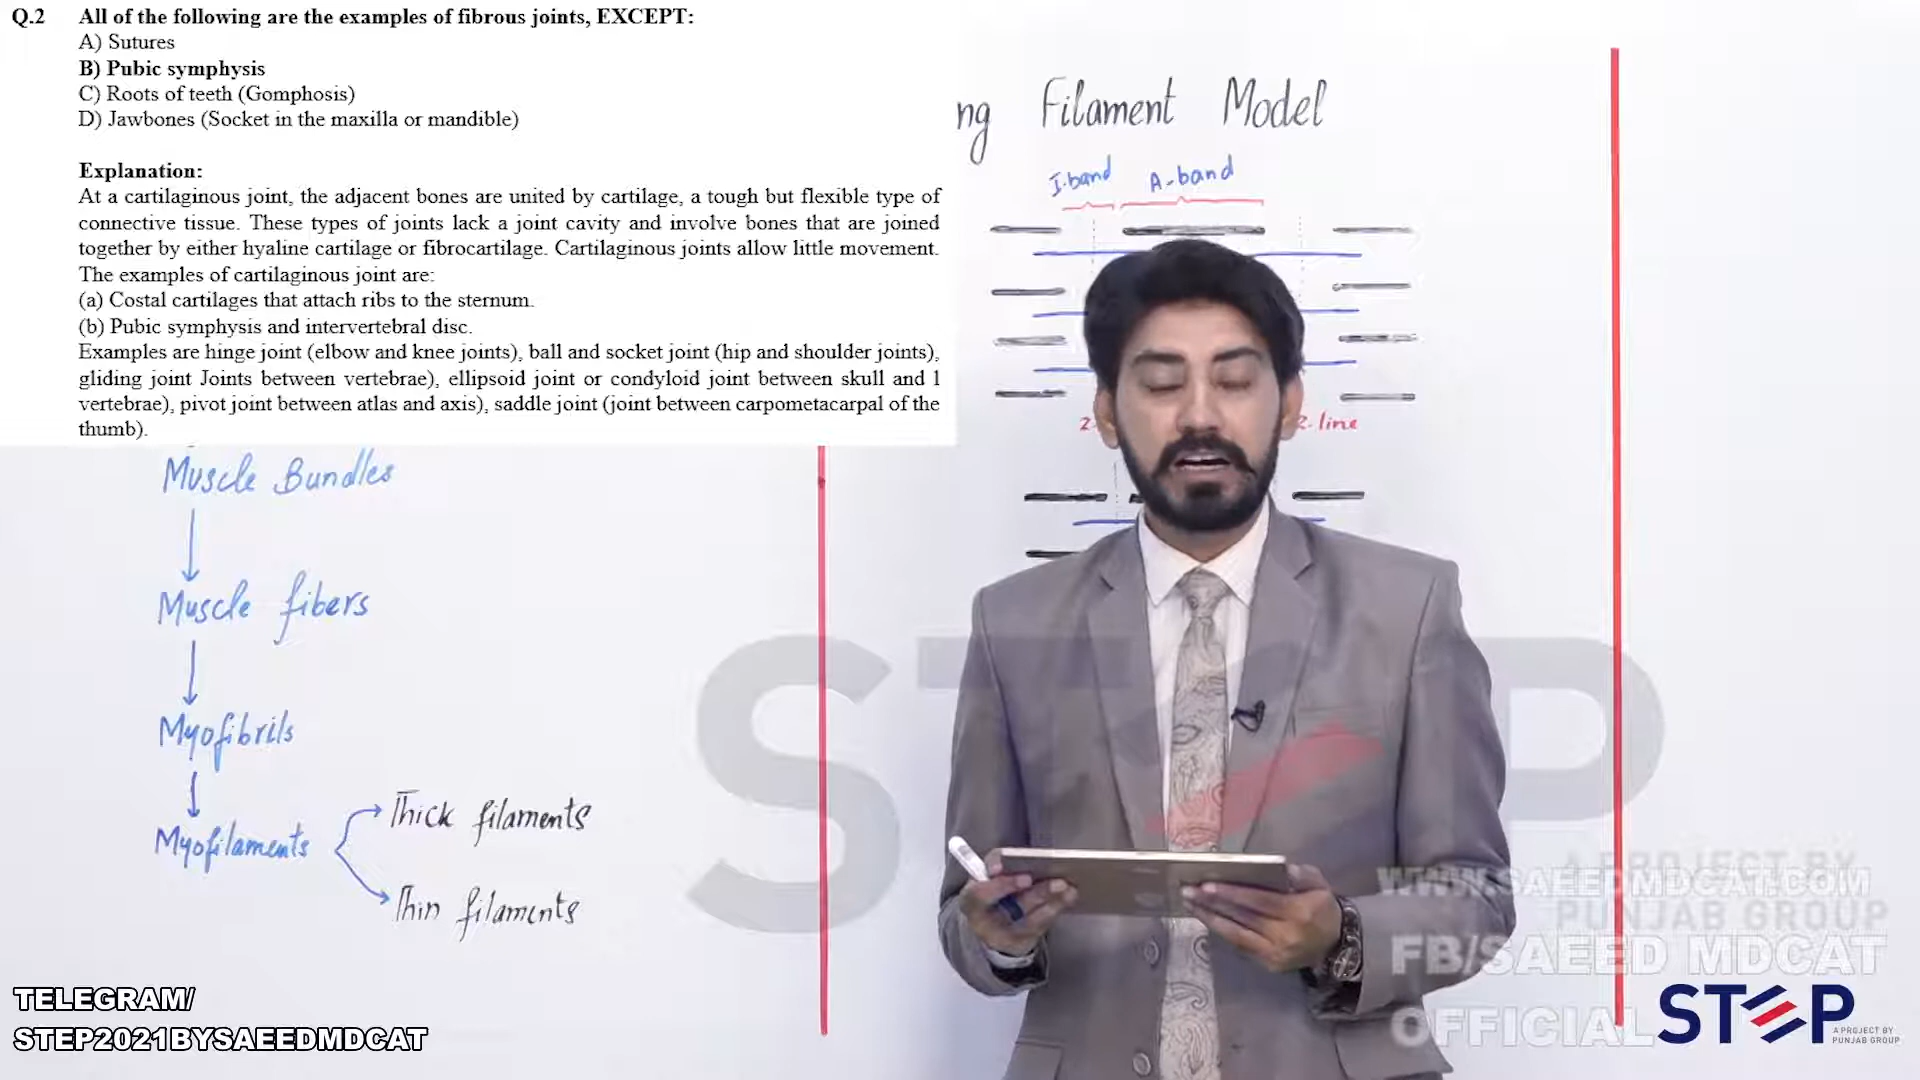 Q.2 All of the following are the examples of fibrous joints, EXCEPT:
A) Sutures
B) Pubic symphysis
C) Roots of teeth (Gomphosis)
D) Jawbones (Socket in the maxilla or mandible)
Explanation:
At a cartilaginous joint, the adjacent bones are united by cartilage, a tough but flexible type of
connective tissue. These types of joints lack a joint cavity and involve bones that are joined
together by either hyaline cartilage or fibrocartilage. Cartilaginous joints allow little movement.
The examples of cartilaginous joint are:
(a) Costal cartilages that attach ribs to the sternum.
(b) Pubic symphysis and intervertebral disc.
Examples are hinge joint (elbow and knee joints), ball and socket joint (hip and shoulder joints),
gliding joint Joints between vertebrae), ellipsoid joint or condyloid joint between skull and 1
vertebrae), pivot joint between atlas and axis), saddle joint (joint between carpometacarpal of the
thumb).
ng Filament Model
I-band A-band
Z-line
Muscle Bundles
Muscle fibers
Myofibrils
Myofilaments
Thick filaments
Thin filaments
STEP
A PROJECT BY
WWW.SAEEDMDCAT.COM
PUNJAB GROUP
FB/SAEED MDCAT
OFFICIAL
TELEGRAM/
STEP2021BYSAEEDMDCAT
STEP
A PROJECT BY
PUNJAB GROUP